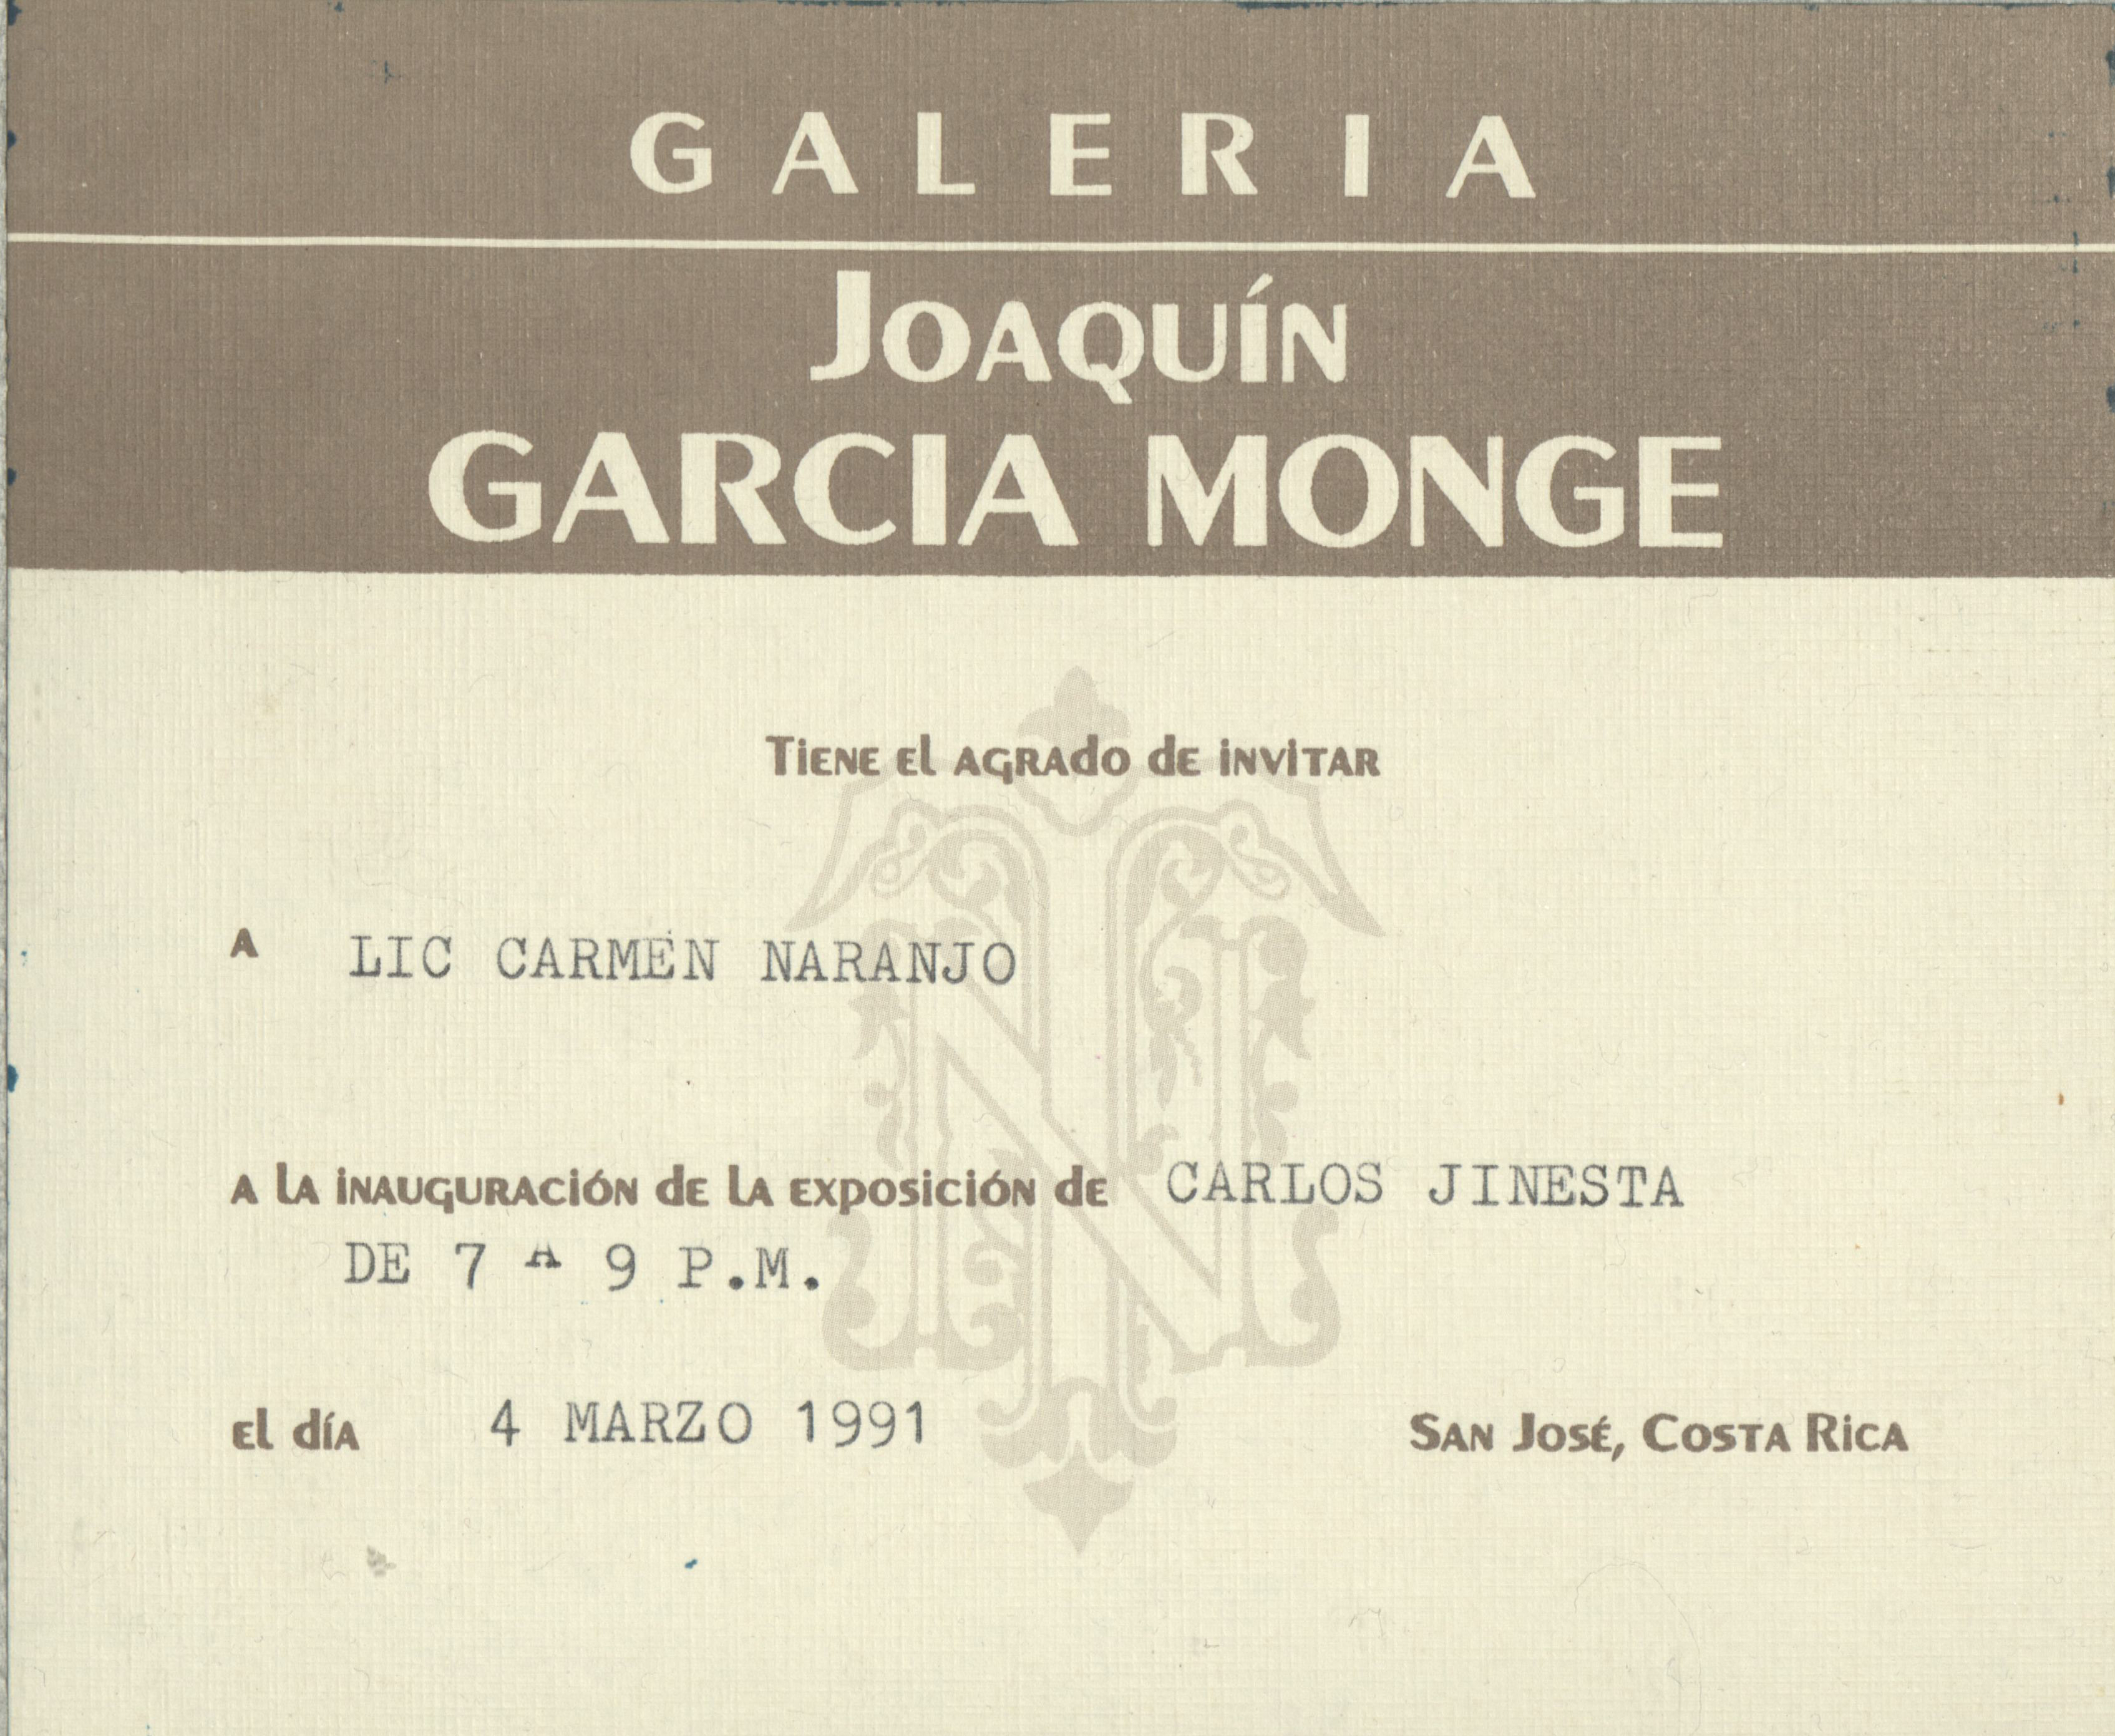 GALERIA
JOAQUÍN
GARCIA MONGE
Tiene el agrado de invitar
A LIC CARMEN NARANJO
A la inauguración de la exposición de CARLOS JINESTA
DE 7 A 9 P.M.
El día 4 MARZO 1991 San José, Costa Rica